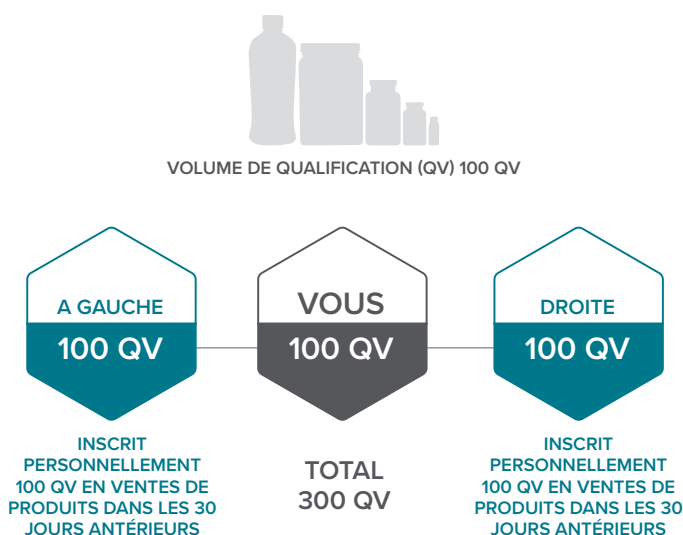 VOLUME DE QUALIFICATION (QV) 100 QV
A GAUCHE
100 QV
INSCRIT
PERSONNELLEMENT
100 QV EN VENTES DE
PRODUITS DANS LES 30
JOURS ANTÉRIEURS
VOUS
100 QV
TOTAL
300 QV
DROITE
100 QV
INSCRIT
PERSONNELLEMENT
100 QV EN VENTES DE
PRODUITS DANS LES 30
JOURS ANTÉRIEURS